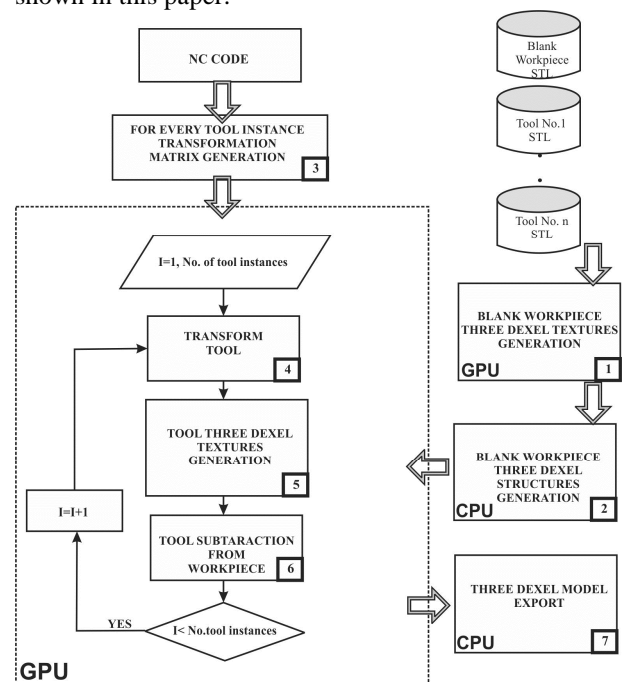 shown in this paper.
NC CODE
FOR EVERY TOOL INSTANCE
TRANSFORMATION
MATRIX GENERATION
3
I=1, No. of tool instances
TRANSFORM
TOOL
4
TOOL THREE DEXEL
TEXTURES
GENERATION
5
TOOL SUBTARACTION
FROM
WORKPIECE
6
I< No.tool instances
YES
I=I+1
GPU
Blank
Workpiece
STL
Tool No.1
STL
Tool No. n
STL
BLANK WORKPIECE
THREE DEXEL TEXTURES
GENERATION
GPU
1
BLANK WORKPIECE
THREE DEXEL
STRUCTURES
GENERATION
CPU
2
THREE DEXEL MODEL
EXPORT
CPU
7